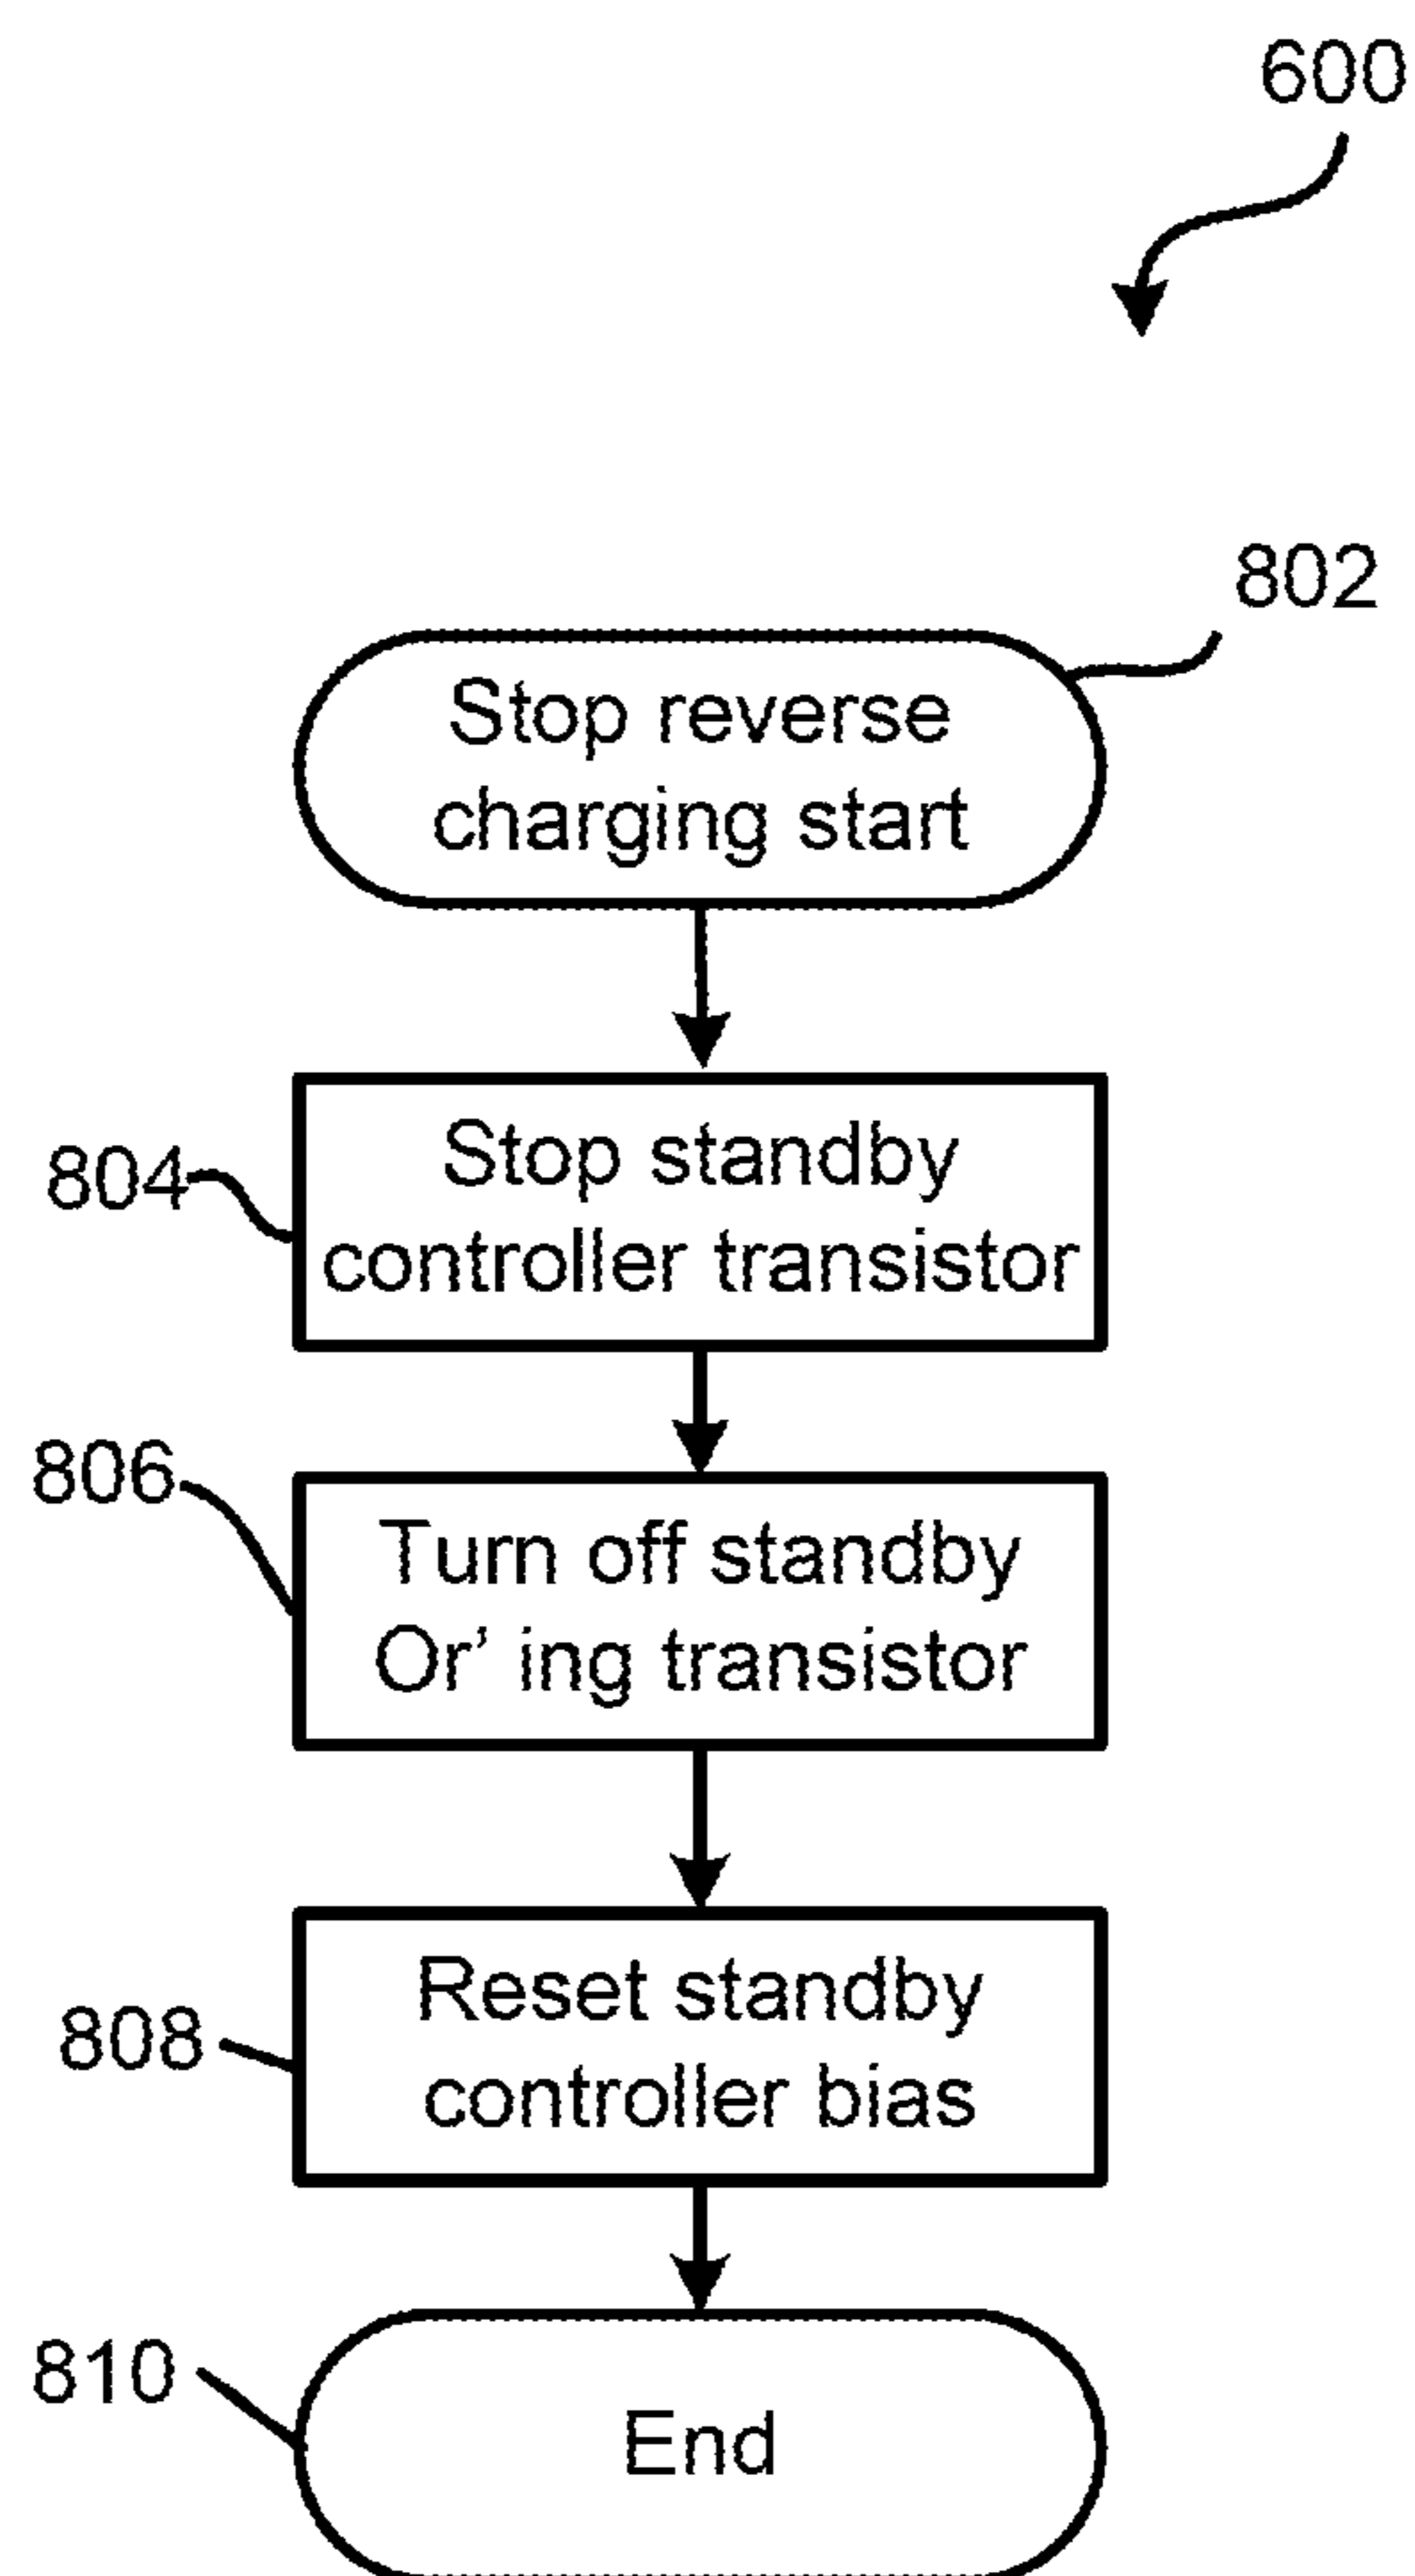 600
802
Stop reverse
charging start
804
Stop standby
controller transistor
806
Turn off standby
Or’ ing transistor
808
Reset standby
controller bias
810
End